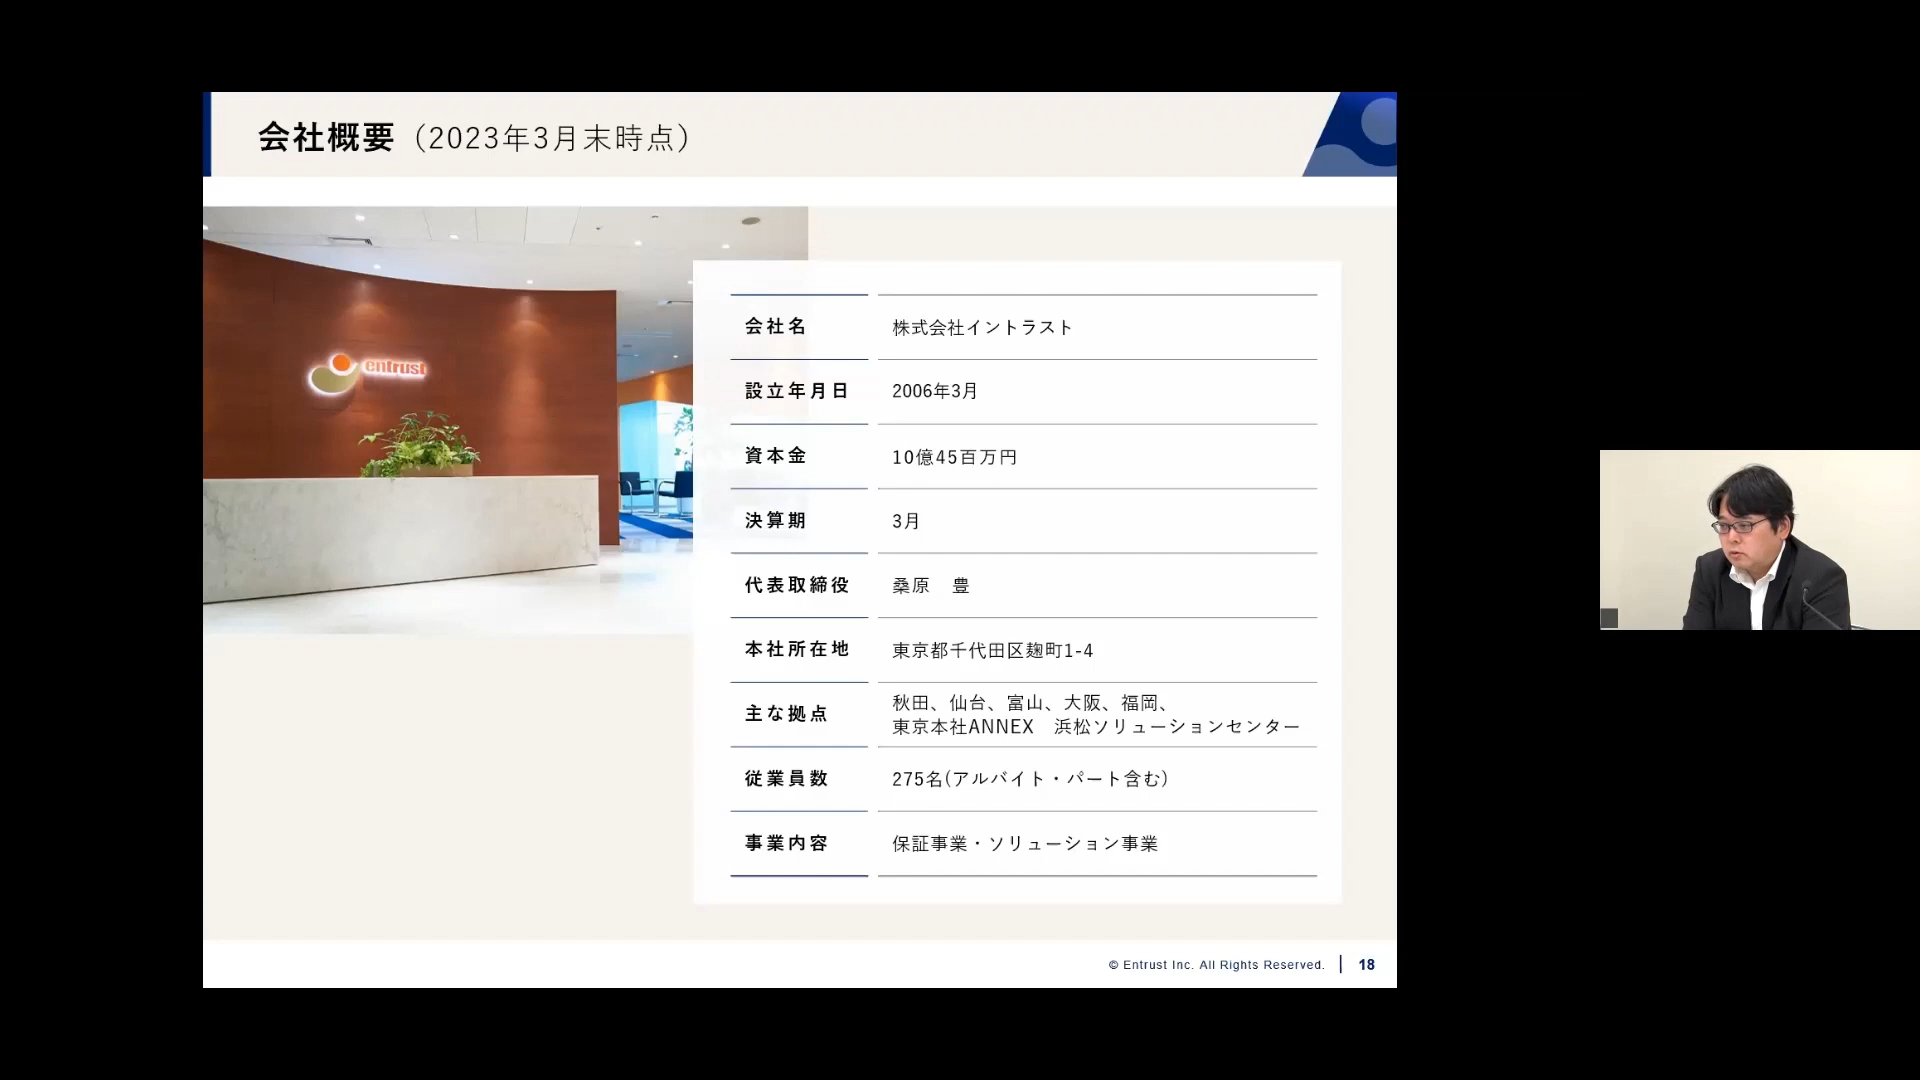 会社概要（2023年3月末時点）
entrust
会社名 株式会社イントラスト
設立年月日 2006年3月
資本金 10億45百万円
決算期 3月
代表取締役 桑原　豊
本社所在地 東京都千代田区麹町1-4
主な拠点 秋田、仙台、富山、大阪、福岡、
東京本社ANNEX　浜松ソリューションセンター
従業員数 275名(アルバイト・パート含む)
事業内容 保証事業・ソリューション事業
© Entrust Inc. All Rights Reserved. 18